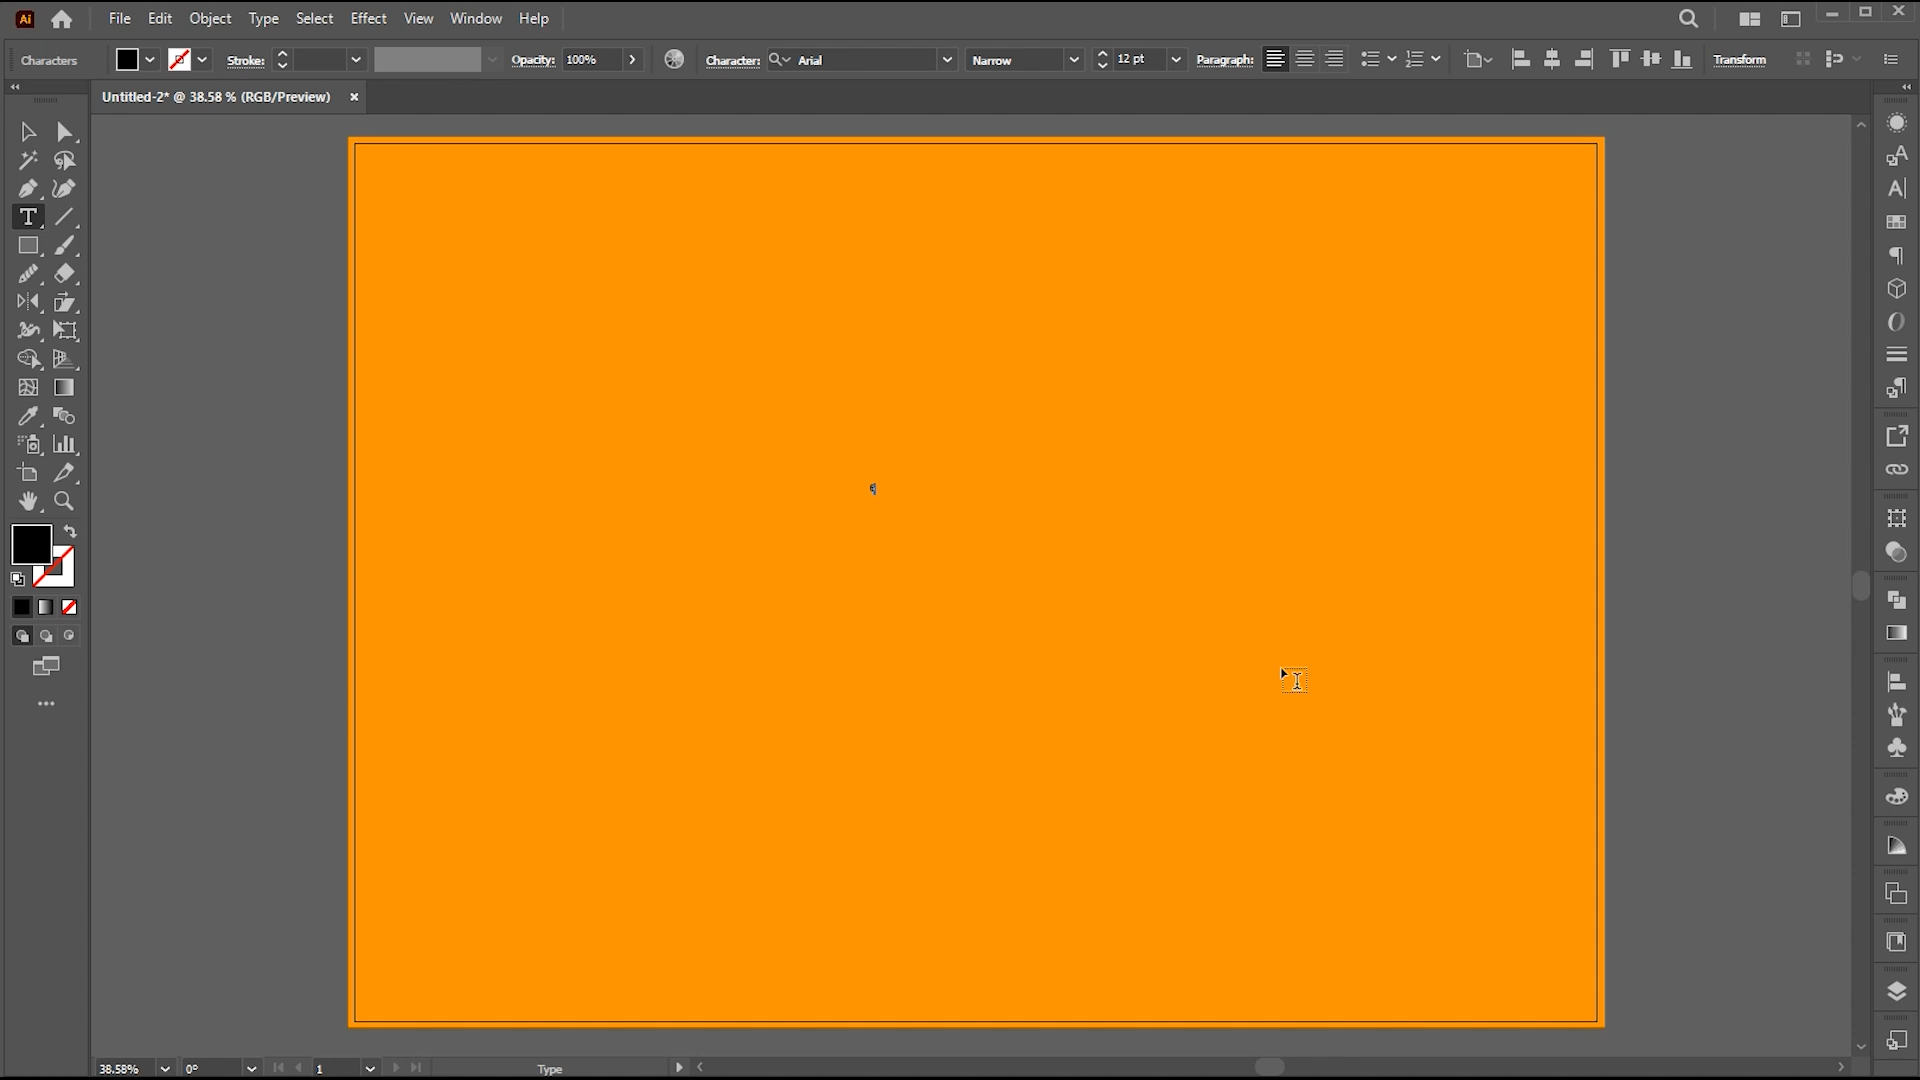 Ai File Edit Object Type Select Effect View Window Help
Characters Stroke: Opacity: 100% Character: Arial Narrow 12 pt Paragraph: Transform
Untitled-2* @ 38.58 % (RGB/Preview)
38.58% 0° 1 Type